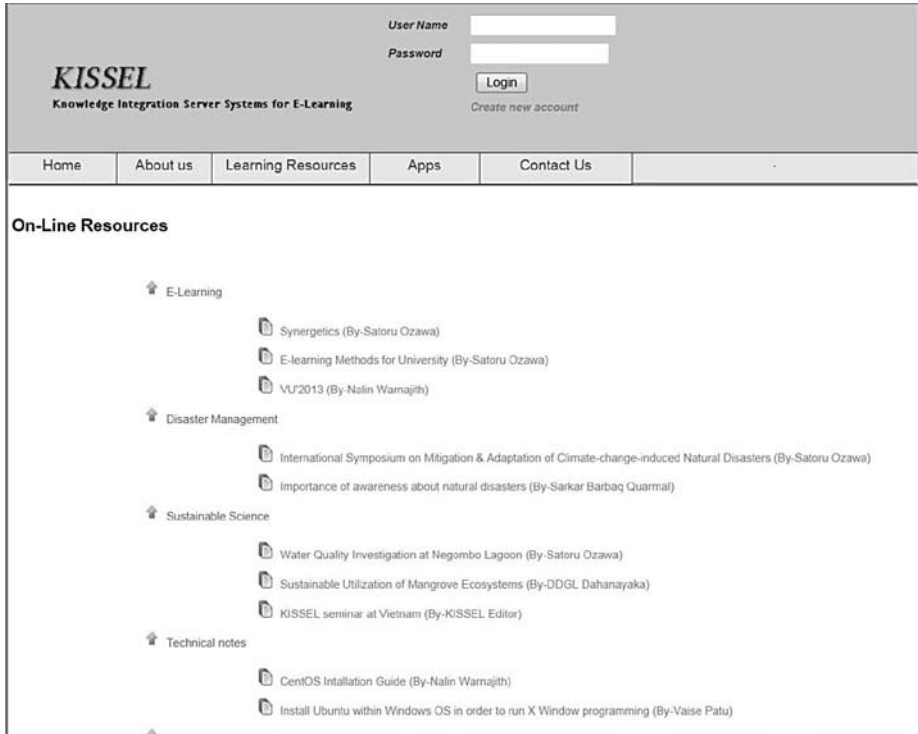 User Name
Password
Login
Create new account
KISSEL
Knowledge Integration Server Systems for E-Learning
Home About us Learning Resources Apps Contact Us
On-Line Resources
E-Learning
Synergetics (By-Satoru Ozawa)
E-learning Methods for University (By-Satoru Ozawa)
VU'2013 (By-Nalin Warnajith)
Disaster Management
International Symposium on Mitigation & Adaptation of Climate-change-induced Natural Disasters (By-Satoru Ozawa)
Importance of awareness about natural disasters (By-Sarkar Barbaq Quarmal)
Sustainable Science
Water Quality Investigation at Negombo Lagoon (By-Satoru Ozawa)
Sustainable Utilization of Mangrove Ecosystems (By-DDGL Dahanayaka)
KISSEL seminar at Vietnam (By-KISSEL Editor)
Technical notes
CentOS Intallation Guide (By-Nalin Warnajith)
Install Ubuntu within Windows OS in order to run X Window programming (By-Vaise Patu)